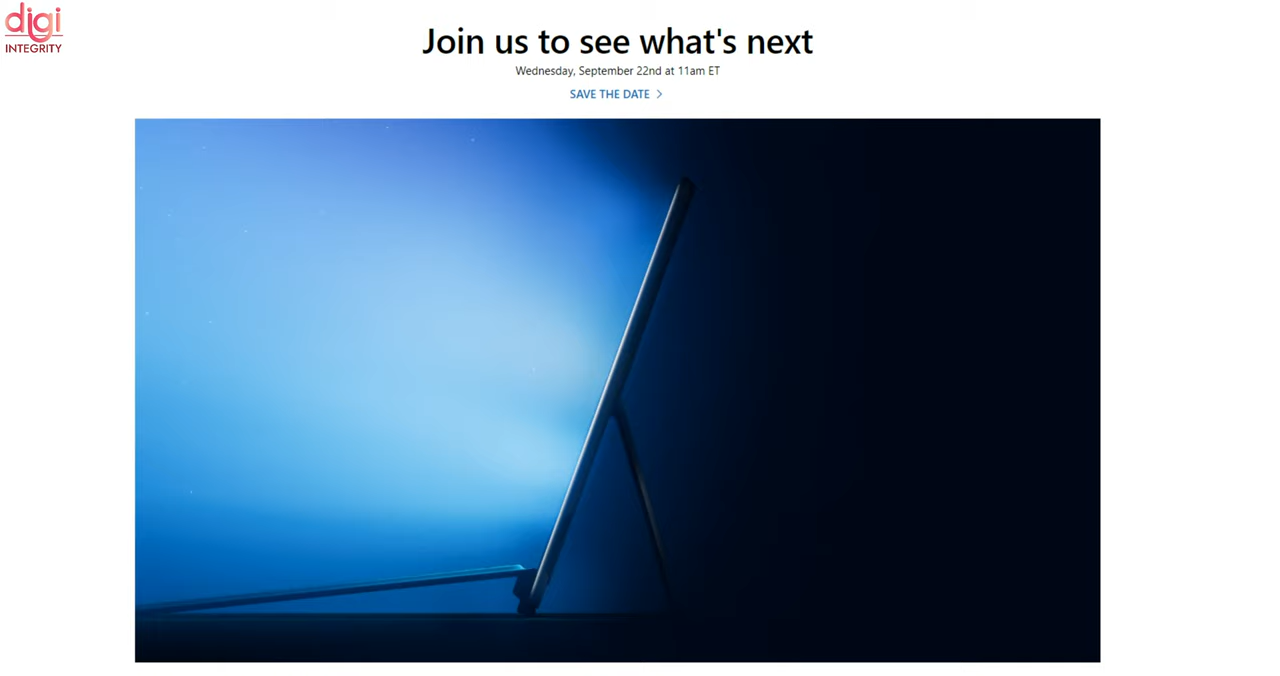 digi
INTEGRITY
Join us to see what's next
Wednesday, September 22nd at 11am ET
SAVE THE DATE >